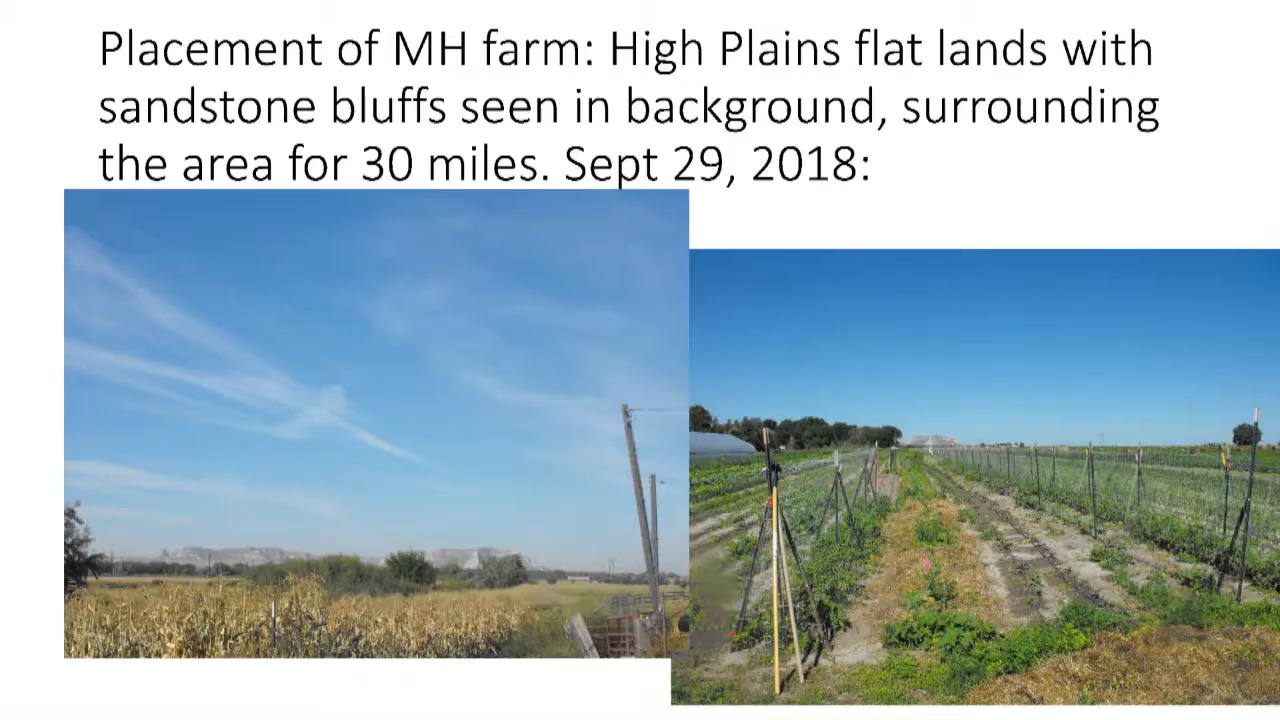 Placement of MH farm: High Plains flat lands with
sandstone bluffs seen in background, surrounding
the area for 30 miles. Sept 29, 2018: